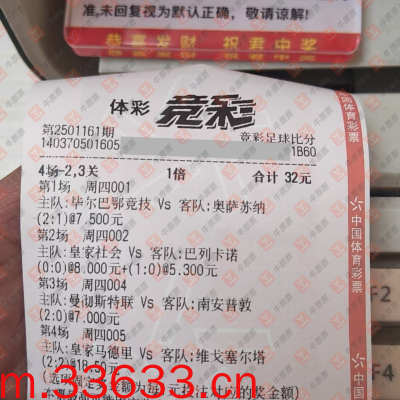 准,未回复视为默认正确,敬请谅解!
恭喜发财 祝君中奖
体彩 竞彩
第2501161期 竞彩足球比分
140370501605 1B60
4场-2,3关 1倍 合计 32元
第1场 周四001
主队:毕尔巴鄂竞技 Vs 客队:奥萨苏纳
(2:1)@7.500元
第2场 周四002
主队:皇家社会 Vs 客队:巴列卡诺
(0:0)@8.000元+(1:0)@5.300元
第3场 周四004
主队:曼彻斯特联 Vs 客队:南安普敦
(2:0)@7.000元
第4场 周四005
主队:皇家马德里 Vs 客队:维戈塞尔塔
m.33633.cn
中国体育彩票
中国体育彩票
F2
F4